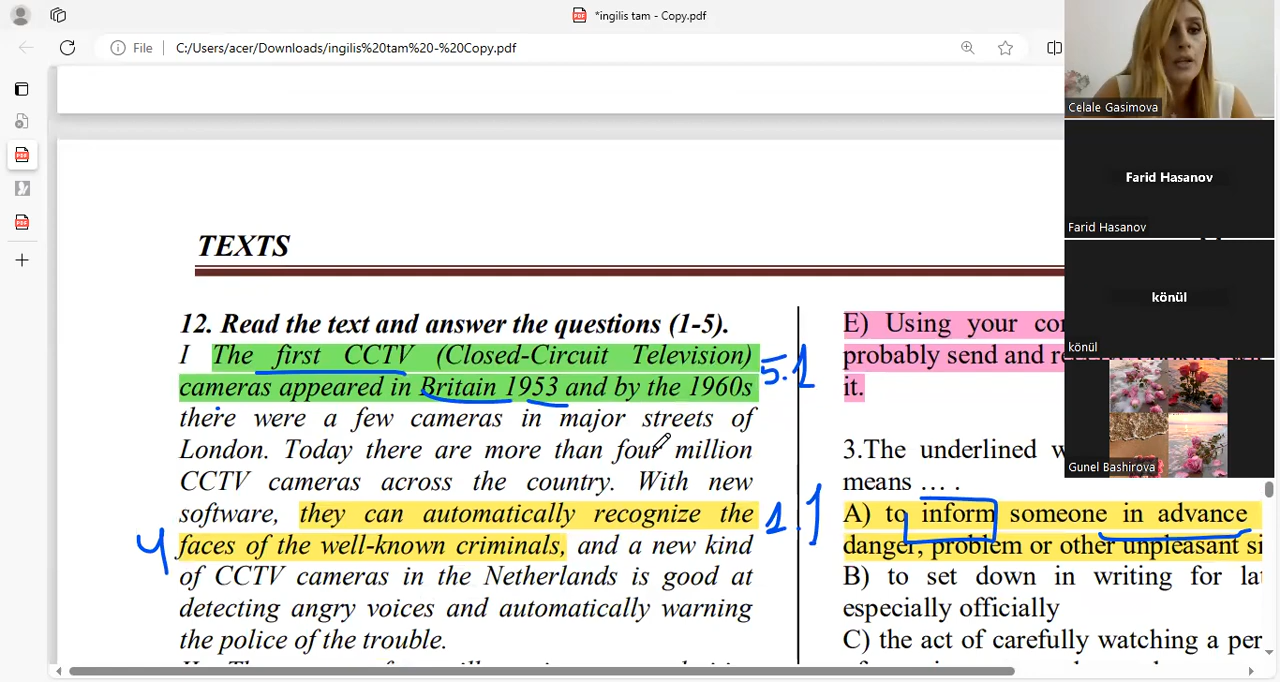 *ingilis tam - Copy.pdf
File
C:/Users/acer/Downloads/ingilis%20tam%20-%20Copy.pdf
Celale Gasimova
Farid Hasanov
Farid Hasanov
könül
könül
Gunel Bashirova
TEXTS
12. Read the text and answer the questions (1-5).
I The first CCTV (Closed-Circuit Television)
cameras appeared in Britain 1953 and by the 1960s
5.1
there were a few cameras in major streets of
London. Today there are more than four million
CCTV cameras across the country. With new
software, they can automatically recognize the
faces of the well-known criminals, and a new kind
1.
4
of CCTV cameras in the Netherlands is good at
detecting angry voices and automatically warning
the police of the trouble.
E) Using your
probably send and
it.
3.The underlined
means ... .
A) to inform someone in advance
danger, problem or other unpleasant
B) to set down in writing for
especially officially
C) the act of carefully watching a